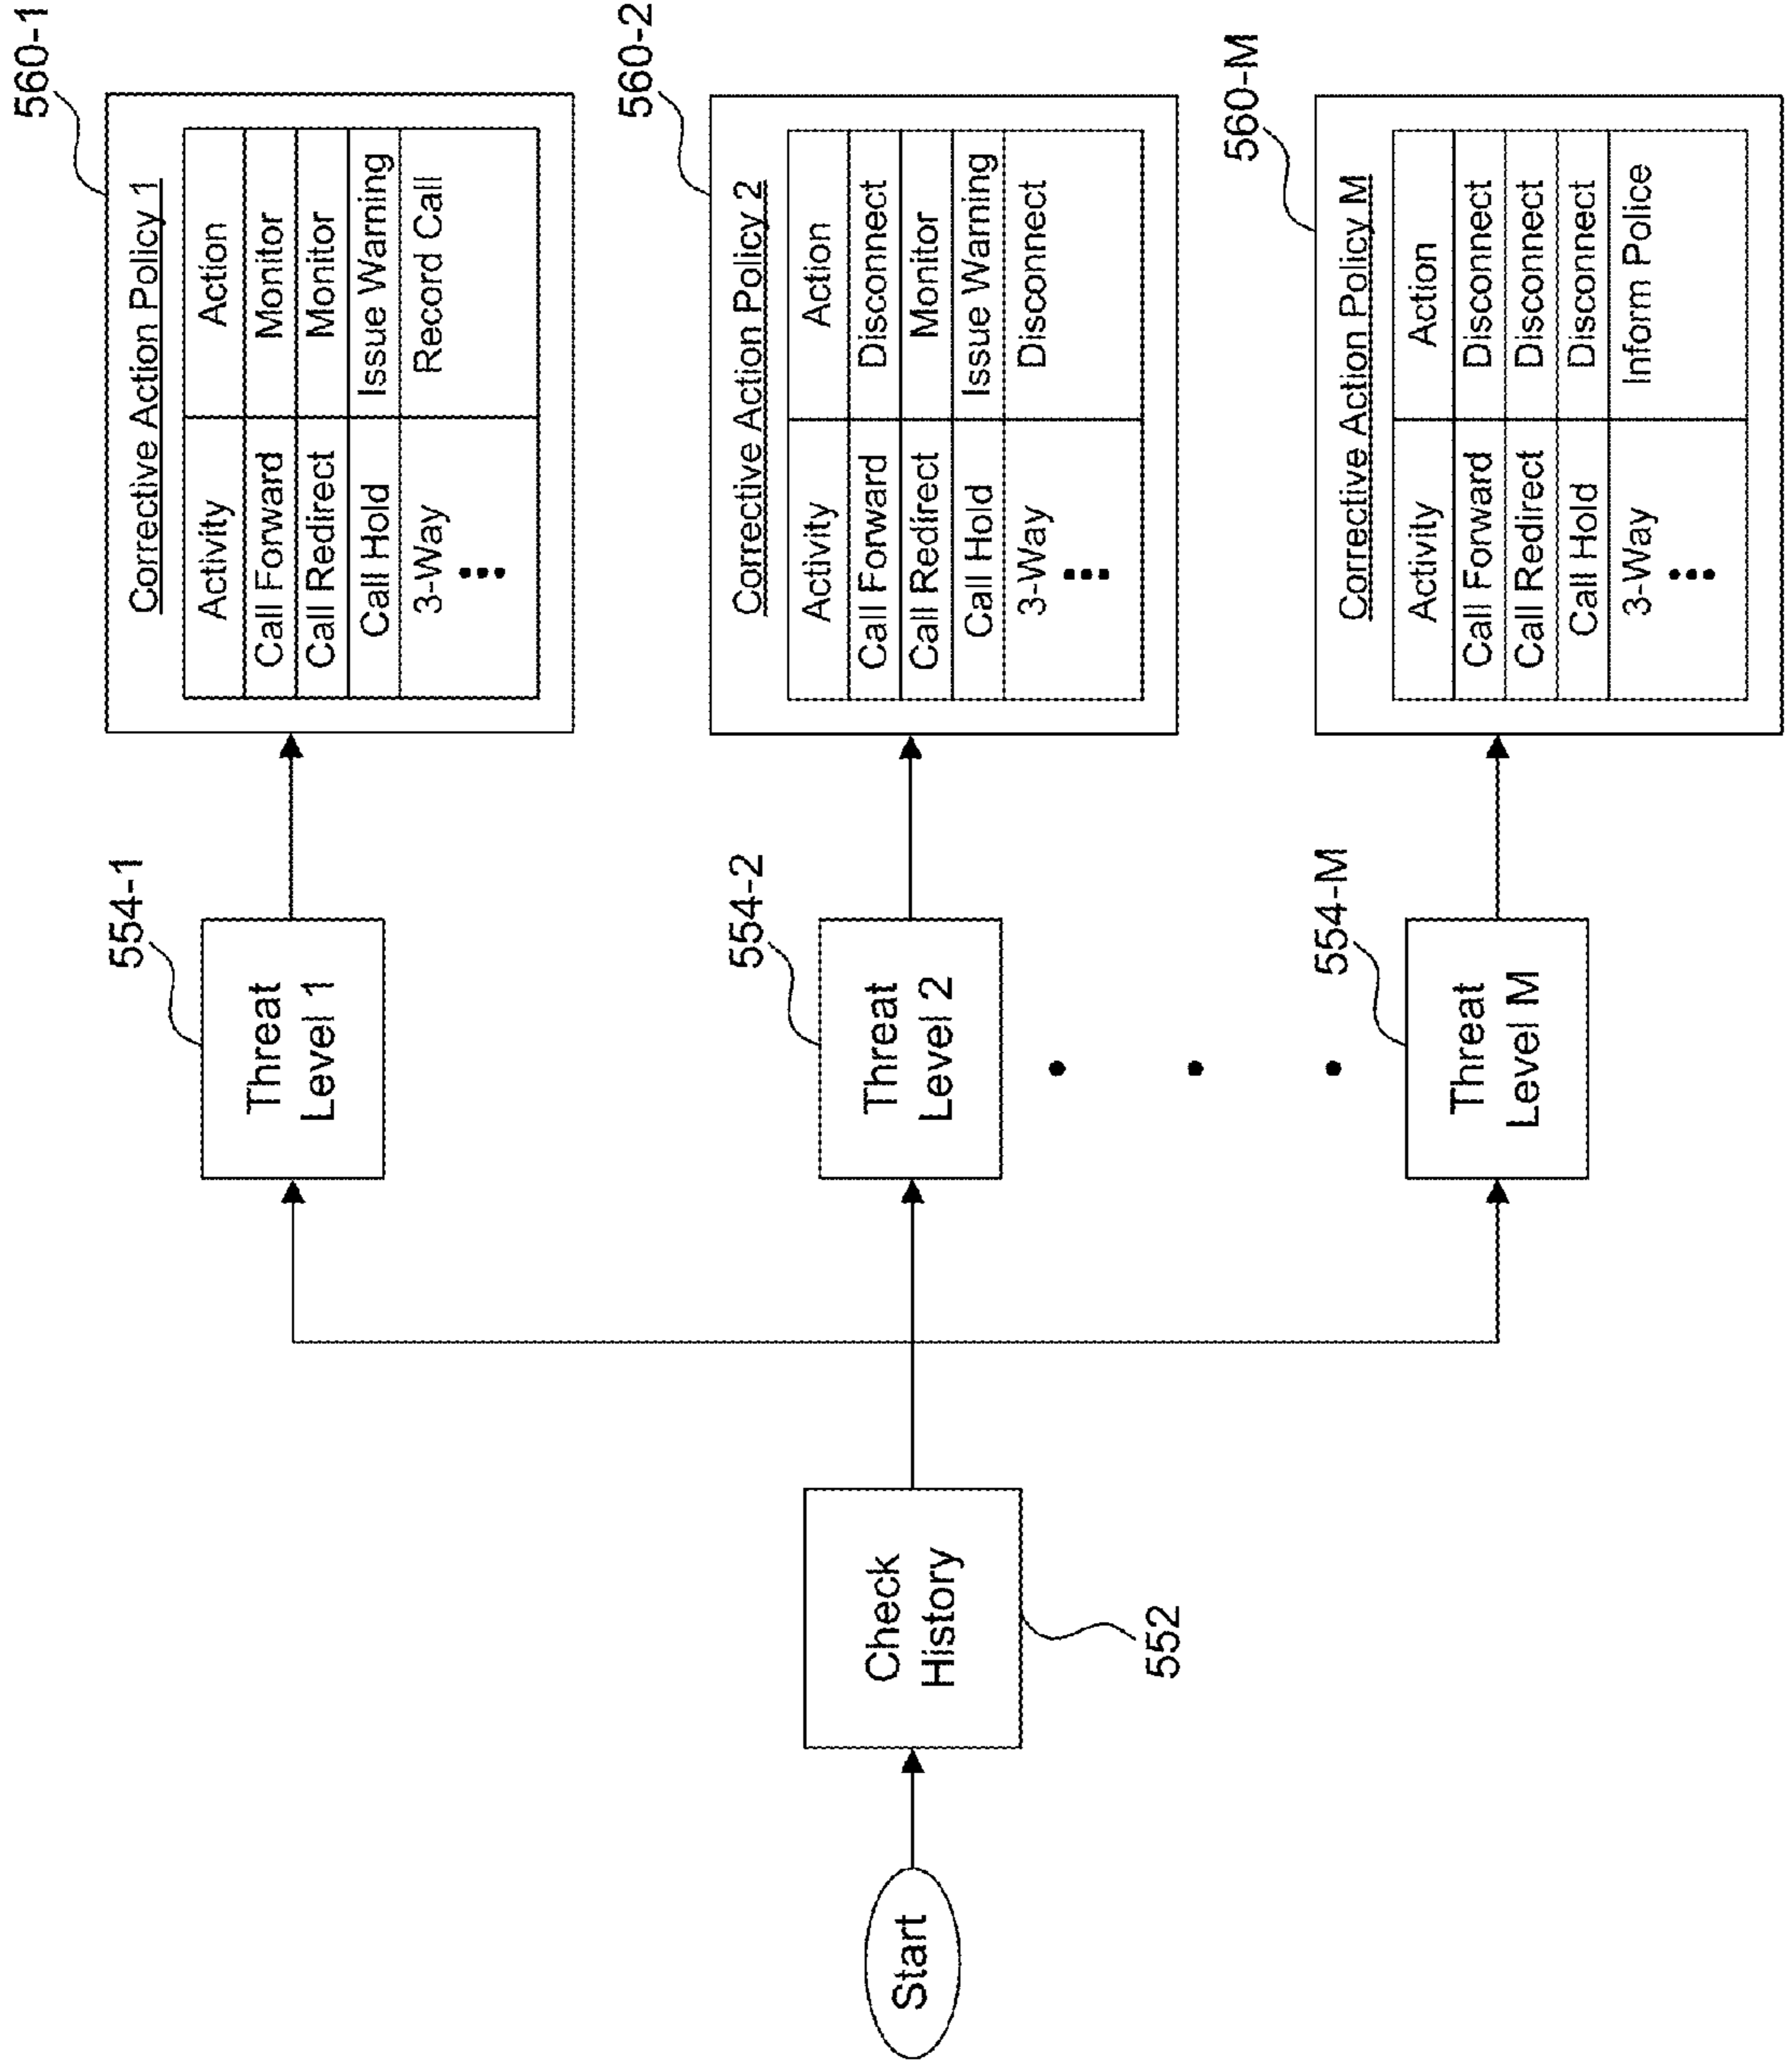 Start
Check
History
552
554-1
Threat
Level 1
554-2
Threat
Level 2
554-M
Threat
Level M
560-1
Corrective Action Policy 1
Activity Action
Call Forward Monitor
Call Redirect Monitor
Call Hold Issue Warning
3-Way Record Call
560-2
Corrective Action Policy 2
Activity Action
Call Forward Disconnect
Call Redirect Monitor
Call Hold Issue Warning
3-Way Disconnect
560-M
Corrective Action Policy M
Activity Action
Call Forward Disconnect
Call Redirect Disconnect
Call Hold Disconnect
3-Way Inform Police